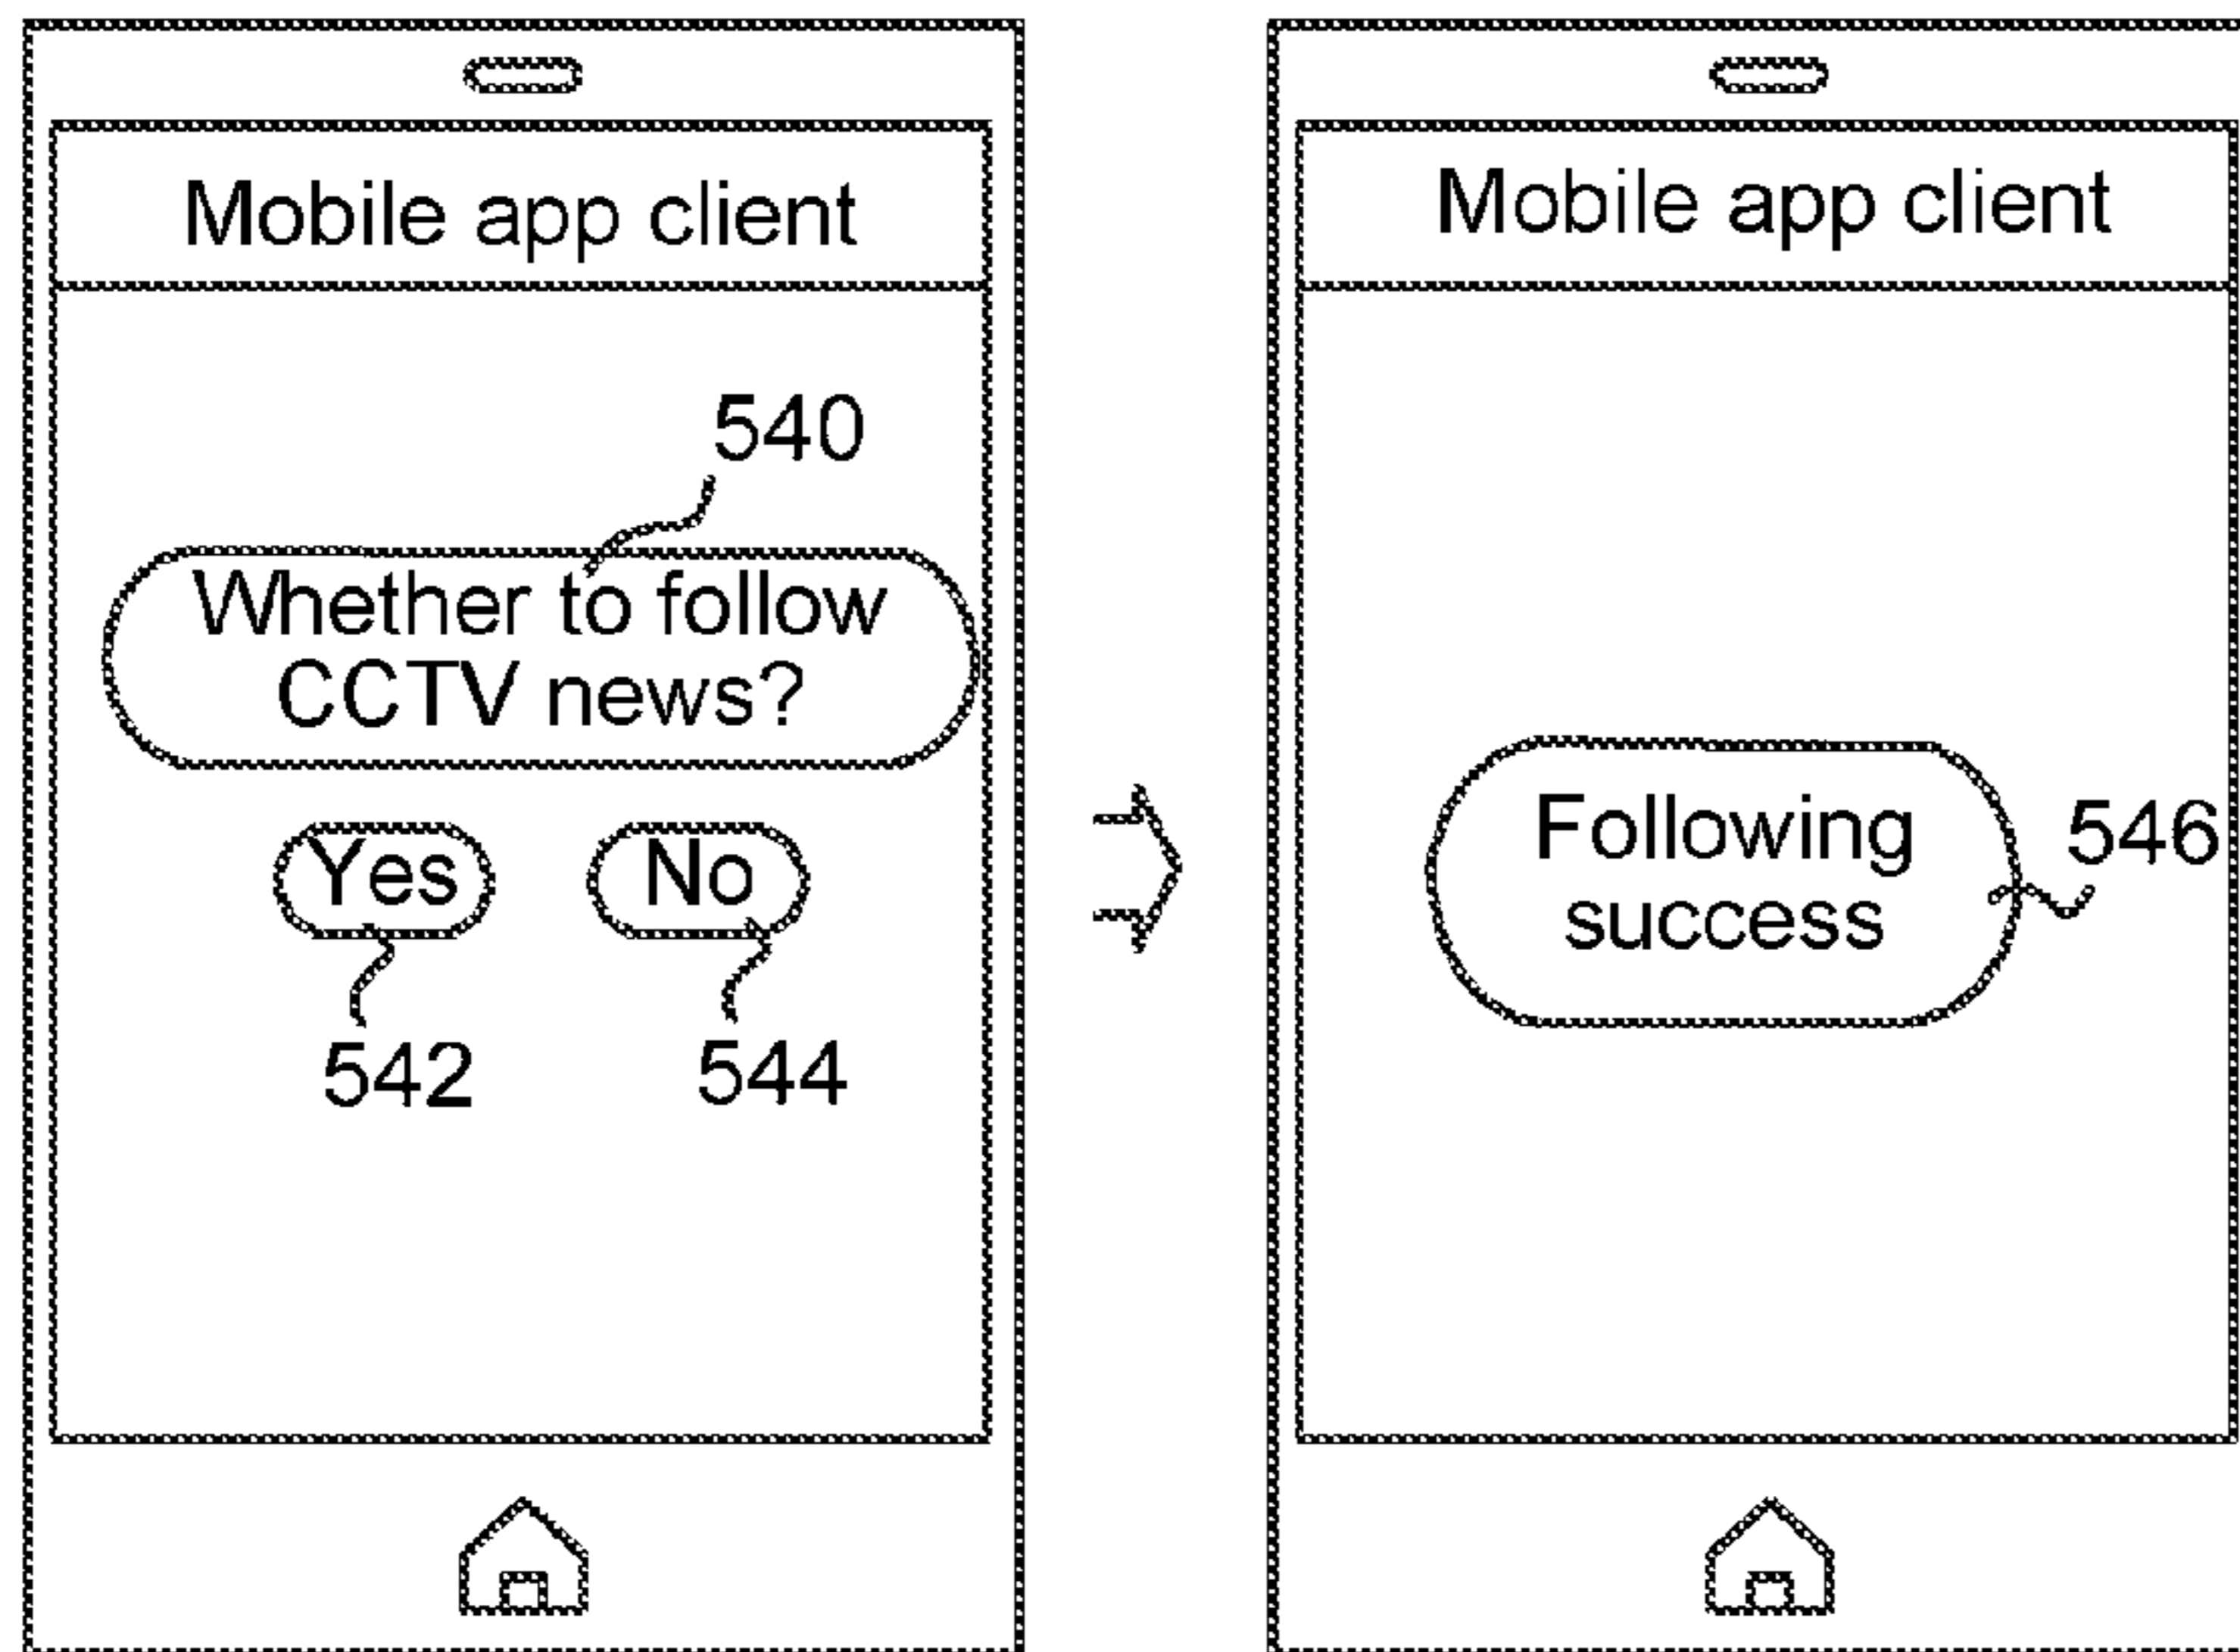 Mobile app client
540
Whether to follow
CCTV news?
Yes No
542 544
Mobile app client
Following
success
546